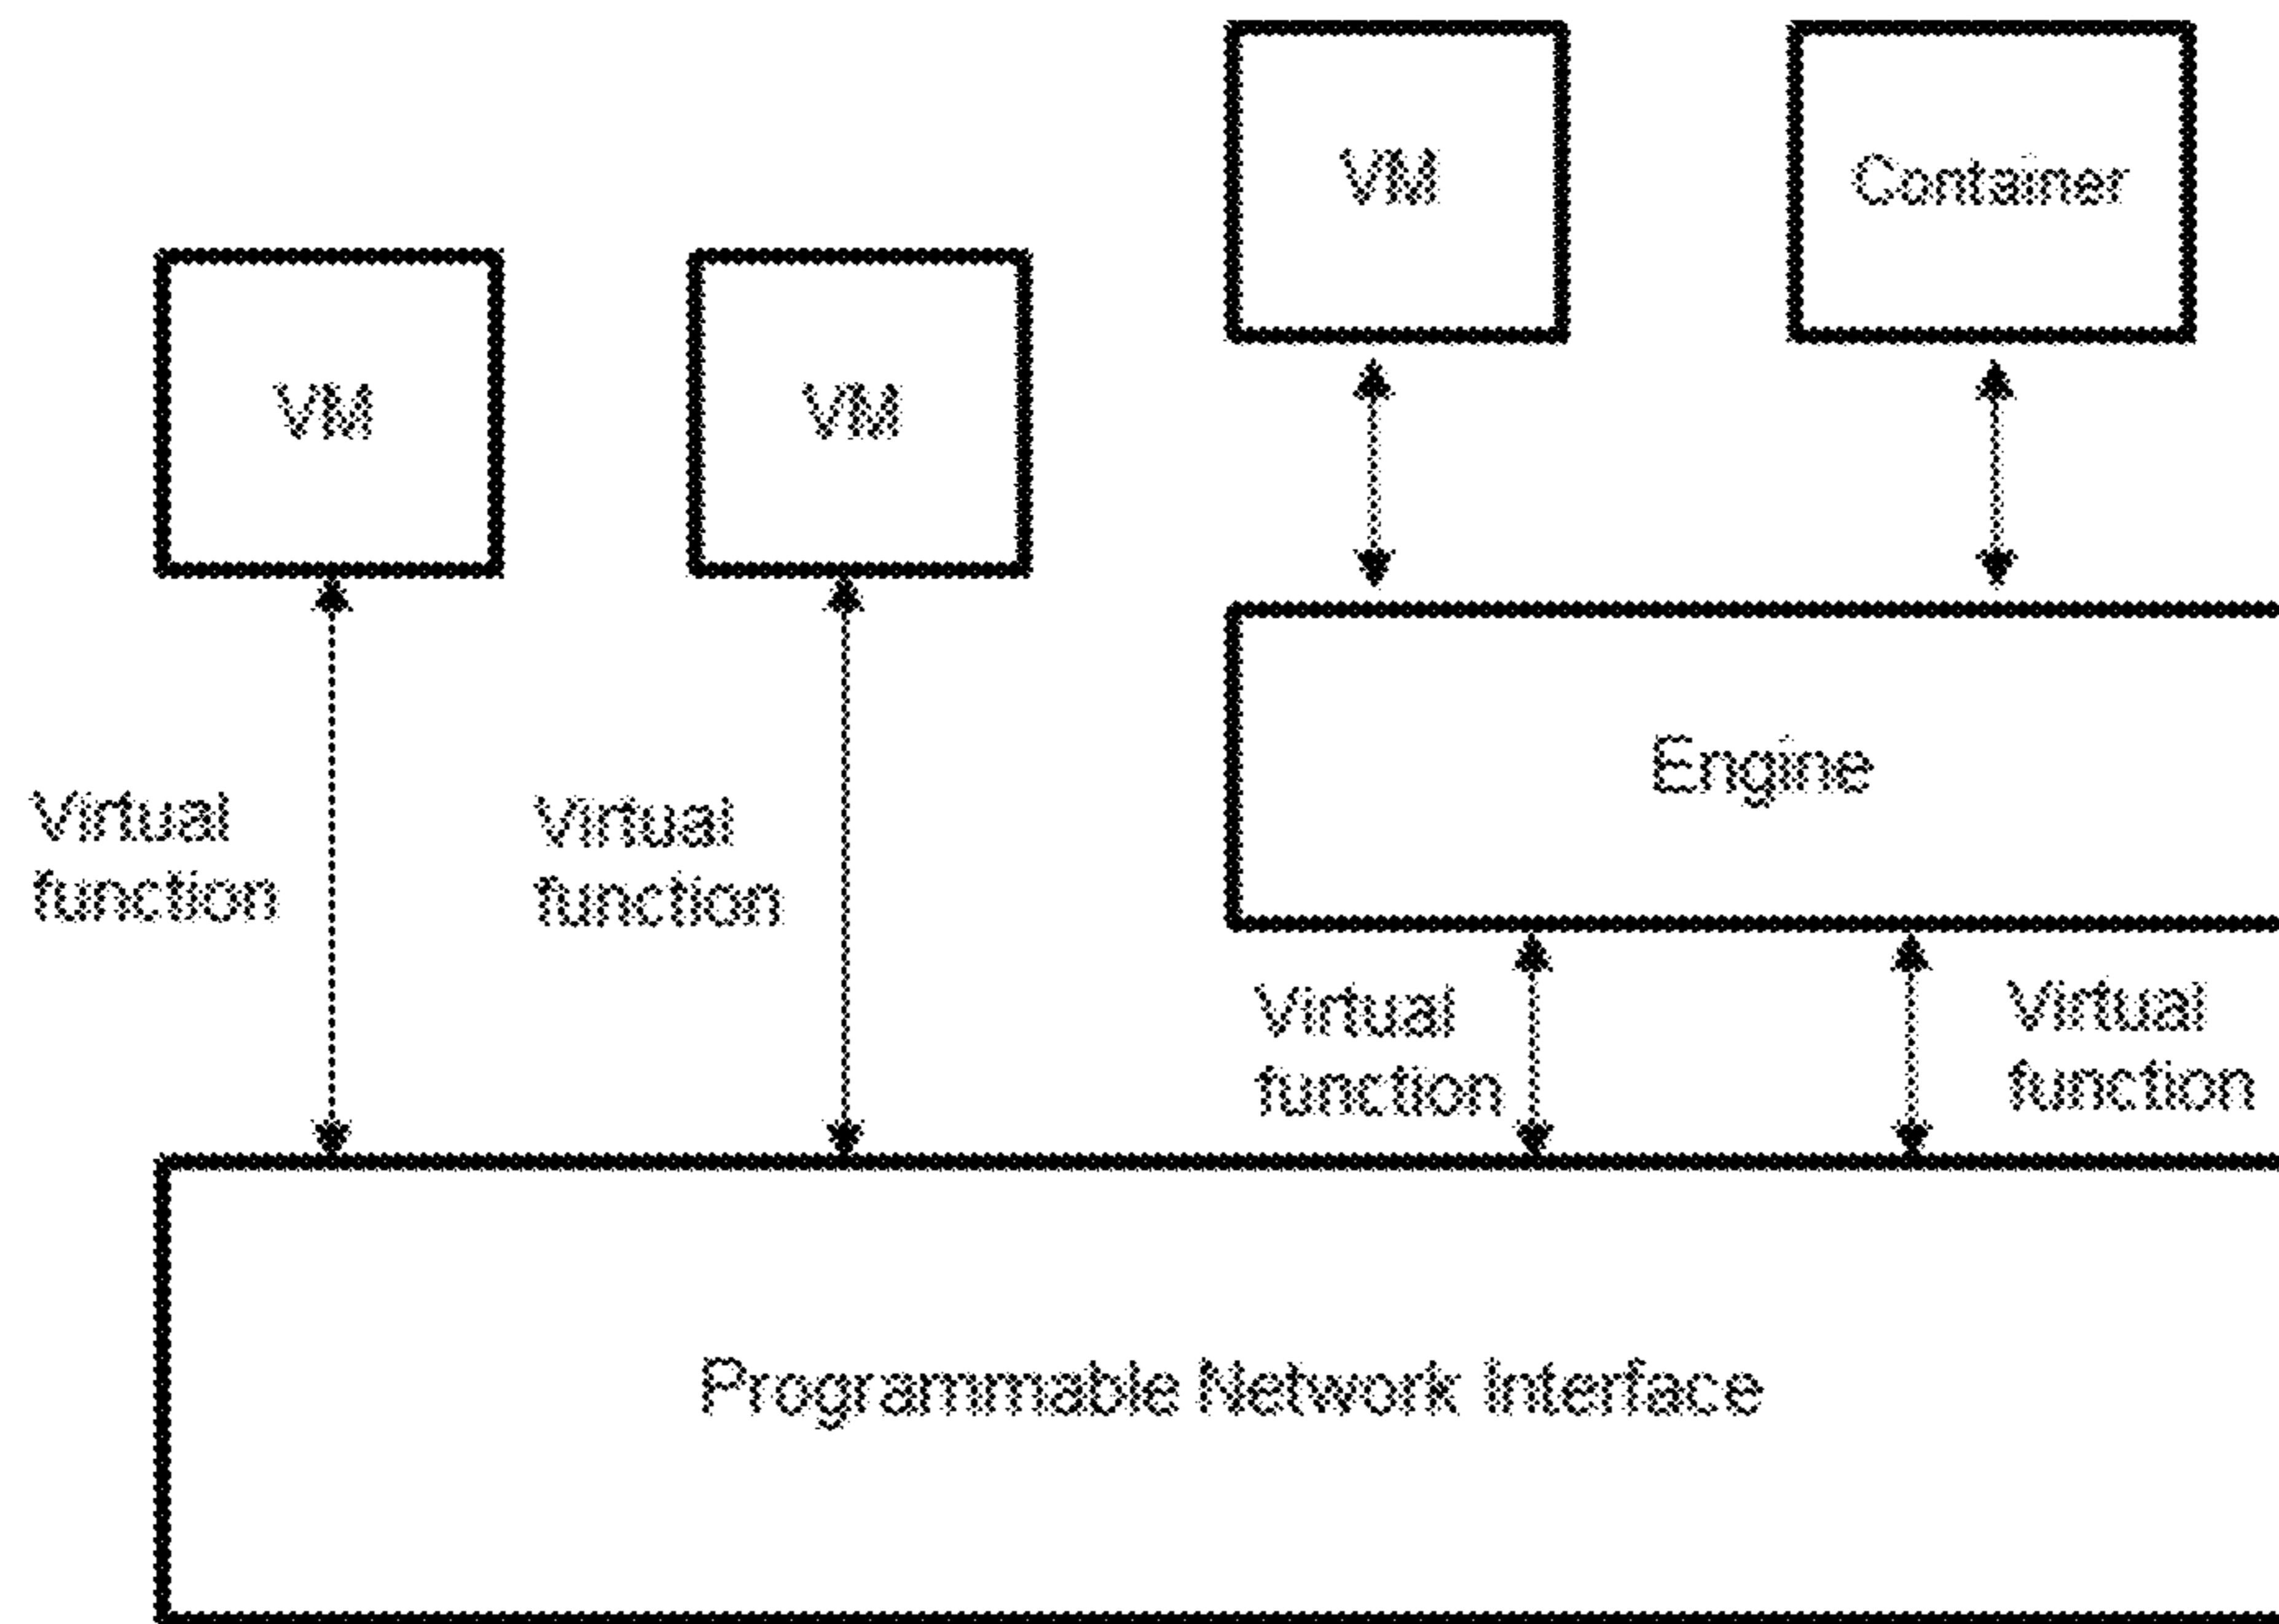 VM
Container
VM
VM
Engine
Virtual
function
Virtual
function
Virtual
function
Virtual
function
Programmable Network Interface